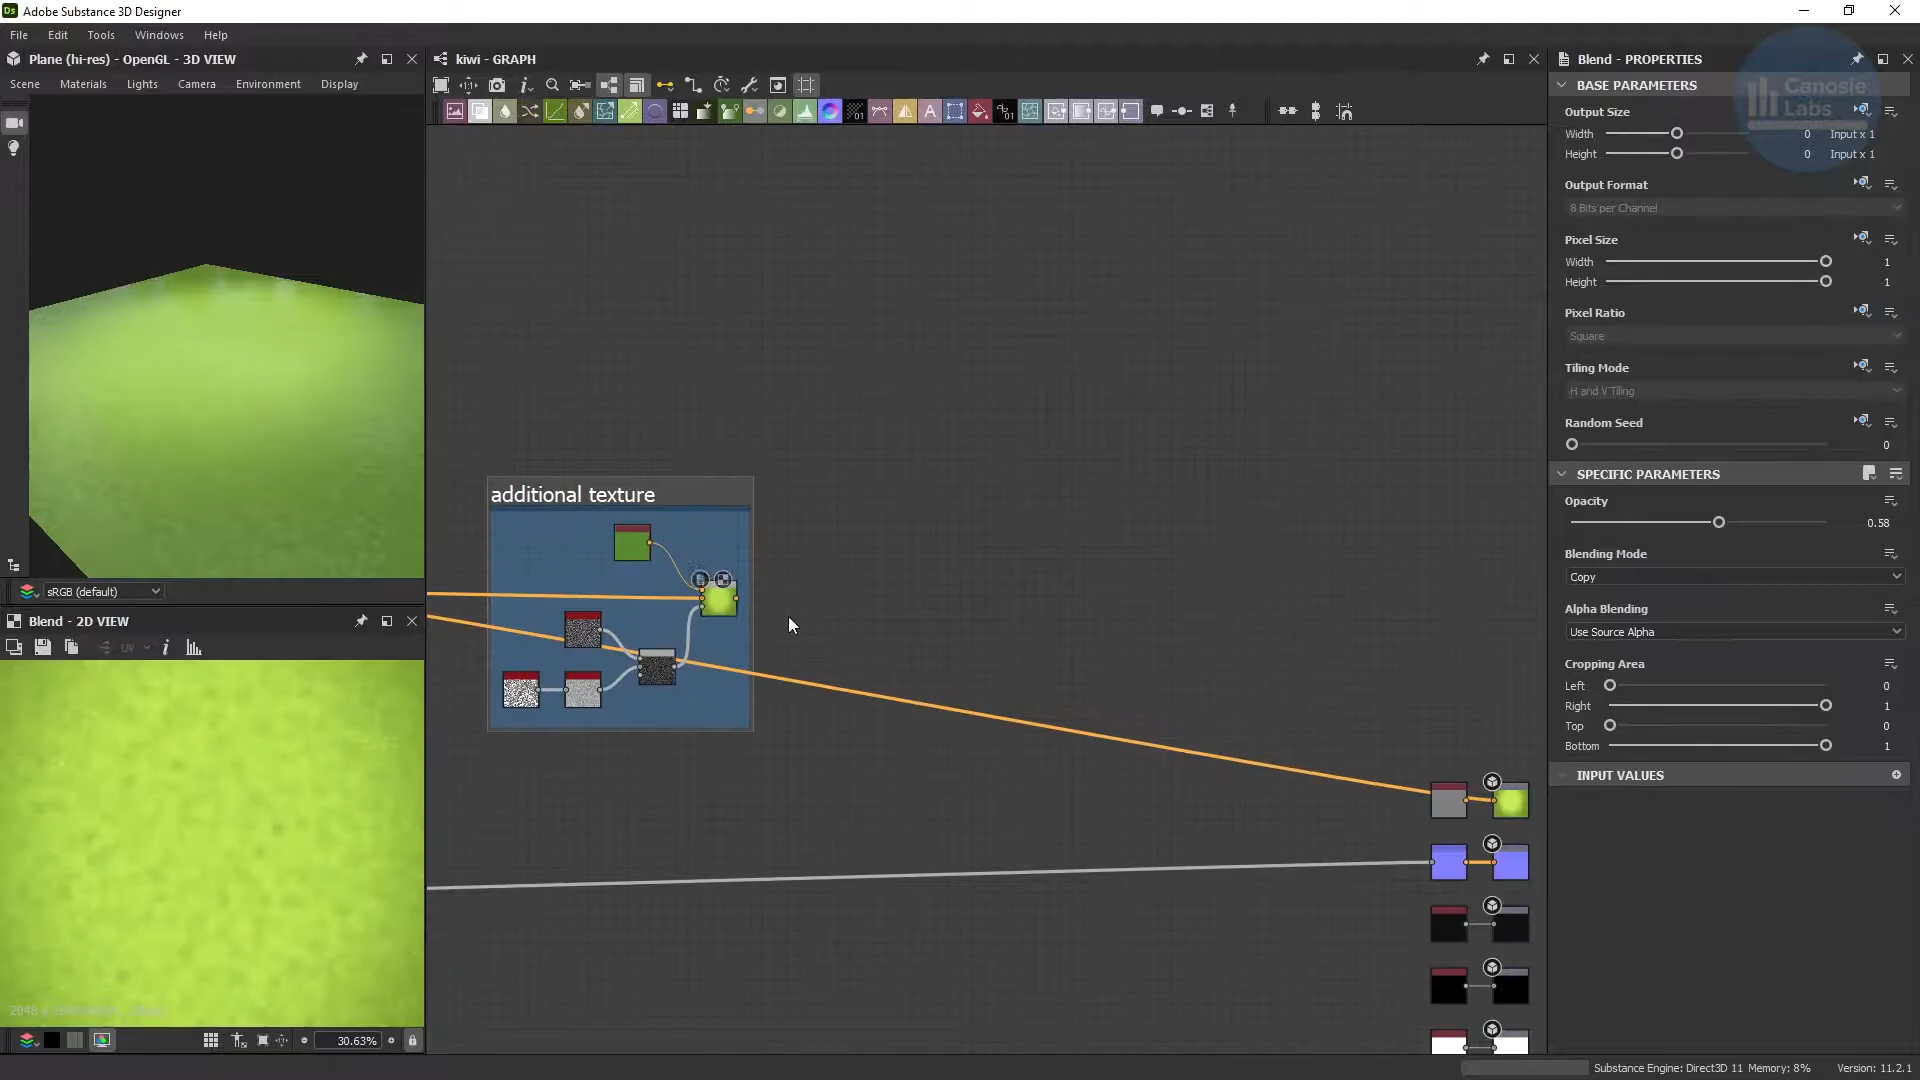 Adobe Substance 3D Designer
File Edit Tools Windows Help
Plane (hi-res) - OpenGL - 3D VIEW
Scene Materials Lights Camera Environment Display
sRGB (default)
Blend - 2D VIEW
UV
30.63%
kiwi - GRAPH
additional texture
Blend - PROPERTIES
BASE PARAMETERS
Canosie
Labs
Output Size
Width 0 Input x 1
Height 0 Input x 1
Output Format
8 Bits per Channel
Pixel Size
Width 1
Height 1
Pixel Ratio
Square
Tiling Mode
H and V Tiling
Random Seed
0
SPECIFIC PARAMETERS
Opacity
0.58
Blending Mode
Copy
Alpha Blending
Use Source Alpha
Cropping Area
Left 0
Right 1
Top 0
Bottom 1
INPUT VALUES
Substance Engine: Direct3D 11 Memory: 8% Version: 11.2.1